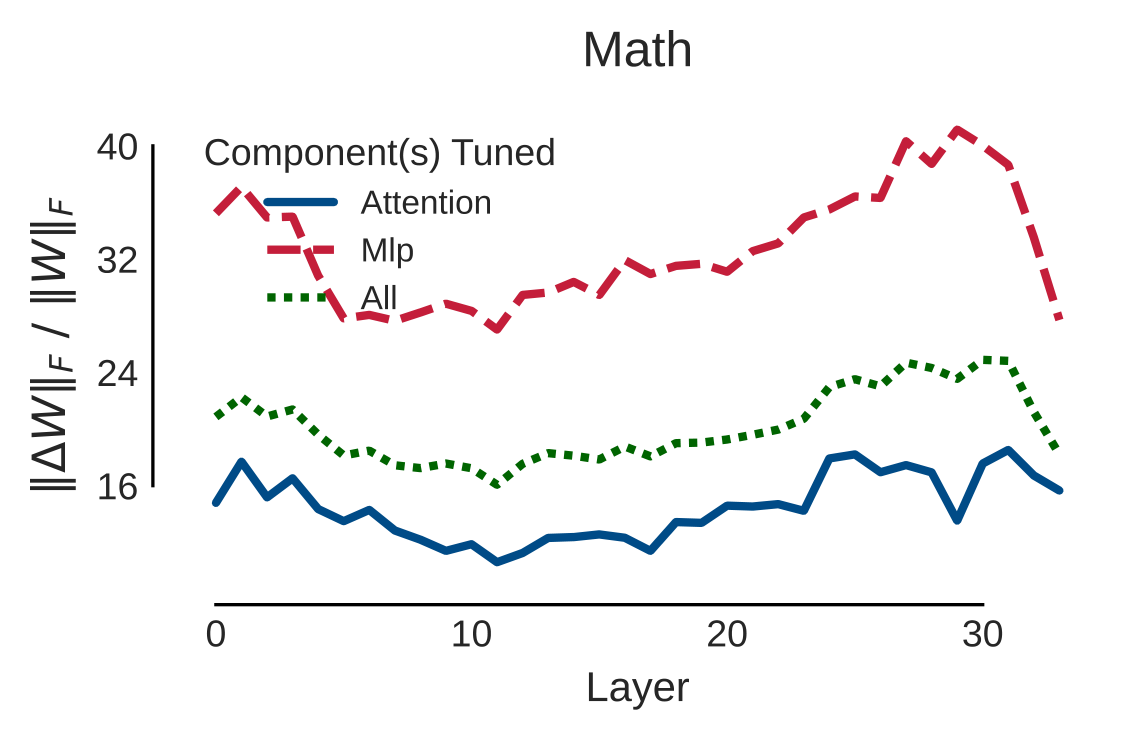 Math
‖ΔW‖F / ‖W‖F
40
32
24
16
Component(s) Tuned
Attention
Mlp
All
0 10 20 30
Layer